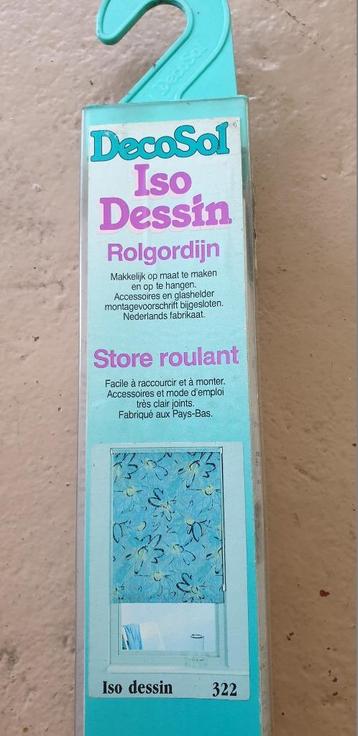 DecoSol
DecoSol
Iso
Dessin
Rolgordijn
Makkelijk op maat te maken
en op te hangen.
Accessoires en glashelder
montagevoorschrift bijgesloten.
Nederlands fabrikaat.
Store roulant
Facile à raccourcir et à monter.
Accessoires et mode d'emploi
très clair joints.
Fabriqué aux Pays-Bas.
Iso dessin 322